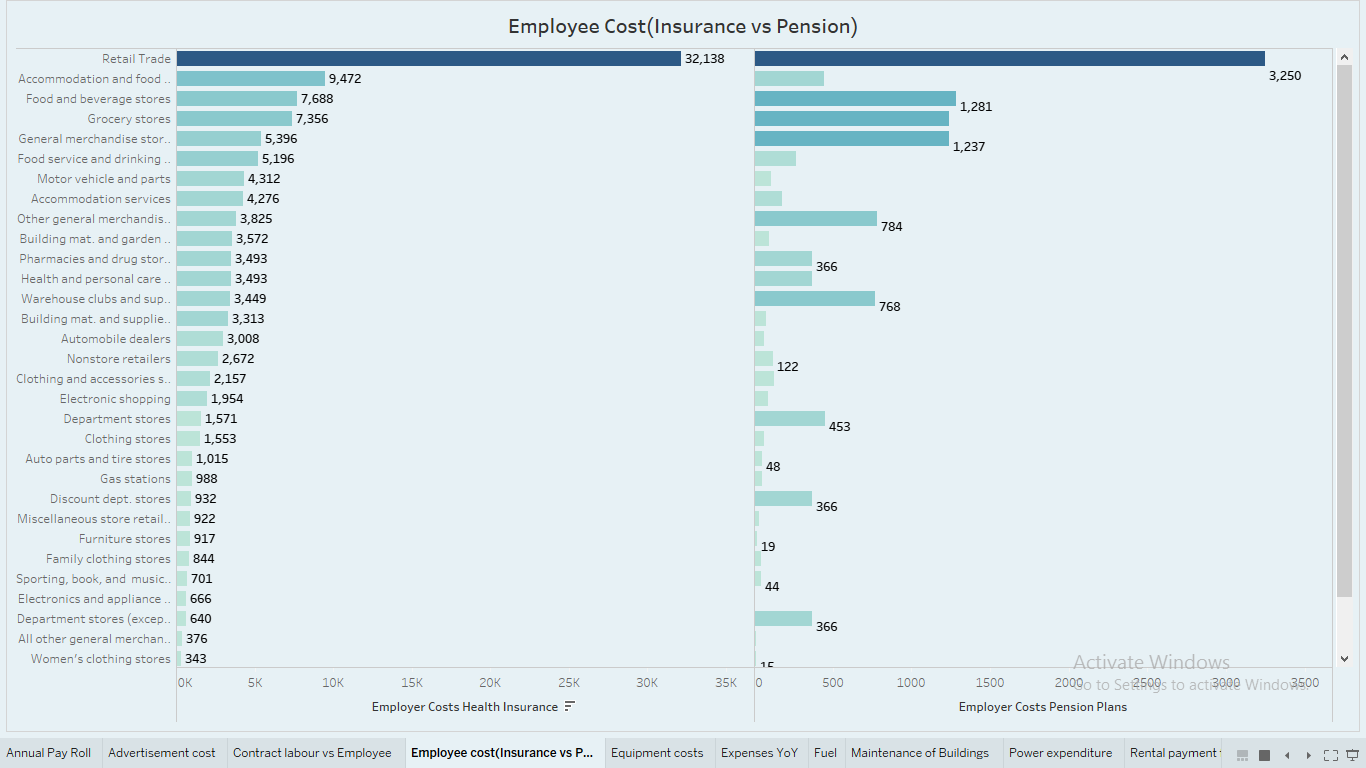 Employee Cost(Insurance vs Pension)
Retail Trade 32,138 3,250
Accommodation and food .. 9,472
Food and beverage stores 7,688 1,281
Grocery stores 7,356
General merchandise stor.. 5,396 1,237
Food service and drinking .. 5,196
Motor vehicle and parts 4,312
Accommodation services 4,276
Other general merchandis.. 3,825 784
Building mat. and garden .. 3,572
Pharmacies and drug stor.. 3,493 366
Health and personal care .. 3,493
Warehouse clubs and sup.. 3,449 768
Building mat. and supplie.. 3,313
Automobile dealers 3,008
Nonstore retailers 2,672 122
Clothing and accessories s.. 2,157
Electronic shopping 1,954
Department stores 1,571 453
Clothing stores 1,553
Auto parts and tire stores 1,015 48
Gas stations 988
Discount dept. stores 932 366
Miscellaneous store retail.. 922
Furniture stores 917 19
Family clothing stores 844
Sporting, book, and music.. 701 44
Electronics and appliance .. 666
Department stores (excep.. 640 366
All other general merchan.. 376
Women's clothing stores 343 15
Activate Windows
Go to Settings to activate Windows.
0K 5K 10K 15K 20K 25K 30K 35K 0 500 1000 1500 2000 2500 3000 3500
Employer Costs Health Insurance Employer Costs Pension Plans
Annual Pay Roll Advertisement cost Contract labour vs Employee Employee cost(Insurance vs P... Equipment costs Expenses YoY Fuel Maintenance of Buildings Power expenditure Rental payment